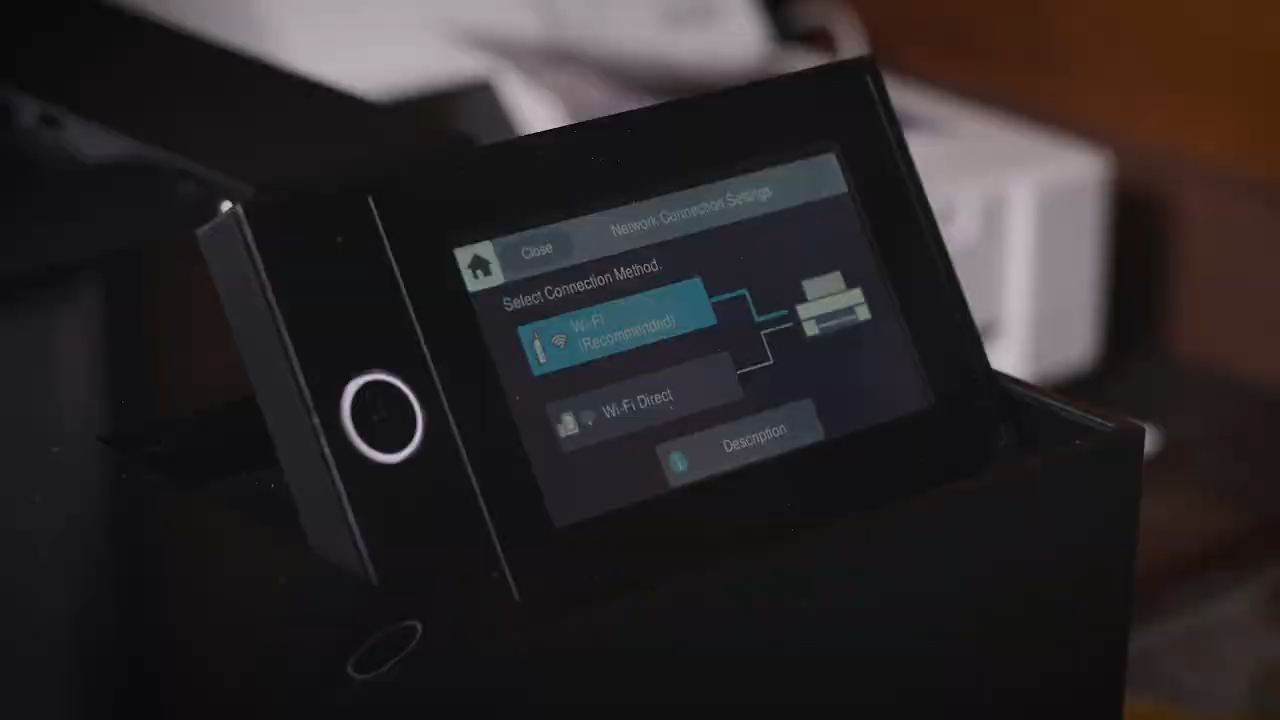 Close
Network Connection Settings
Select Connection Method.
Wi-Fi
(Recommended)
Wi-Fi Direct
Description